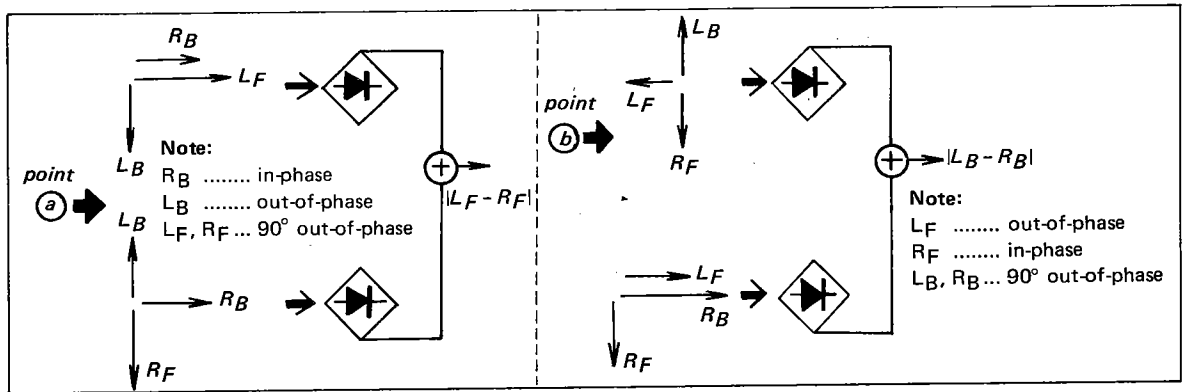 R_B
L_F
L_B
point
a
L_B
Note:
R_B ........ in-phase
L_B ........ out-of-phase
L_F, R_F ... 90° out-of-phase
R_B
R_F
+
|L_F - R_F|
L_B
L_F
point
b
R_F
+
|L_B - R_B|
Note:
L_F ........ out-of-phase
R_F ........ in-phase
L_B, R_B ... 90° out-of-phase
L_F
R_B
R_F